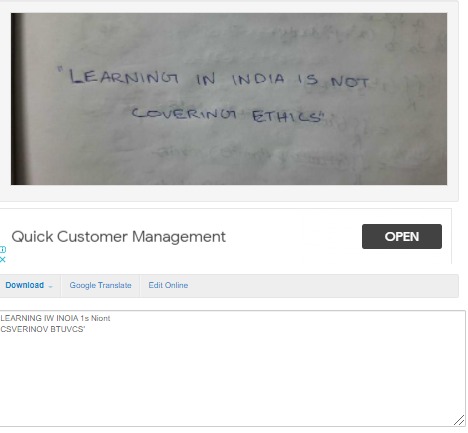 "LEARNING IN INDIA IS NOT
COVERING ETHICS"
Quick Customer Management
OPEN
Download
Google Translate
Edit Online
LEARNING IW INOIA 1s Niont
CSVERINOV BTUVCS'